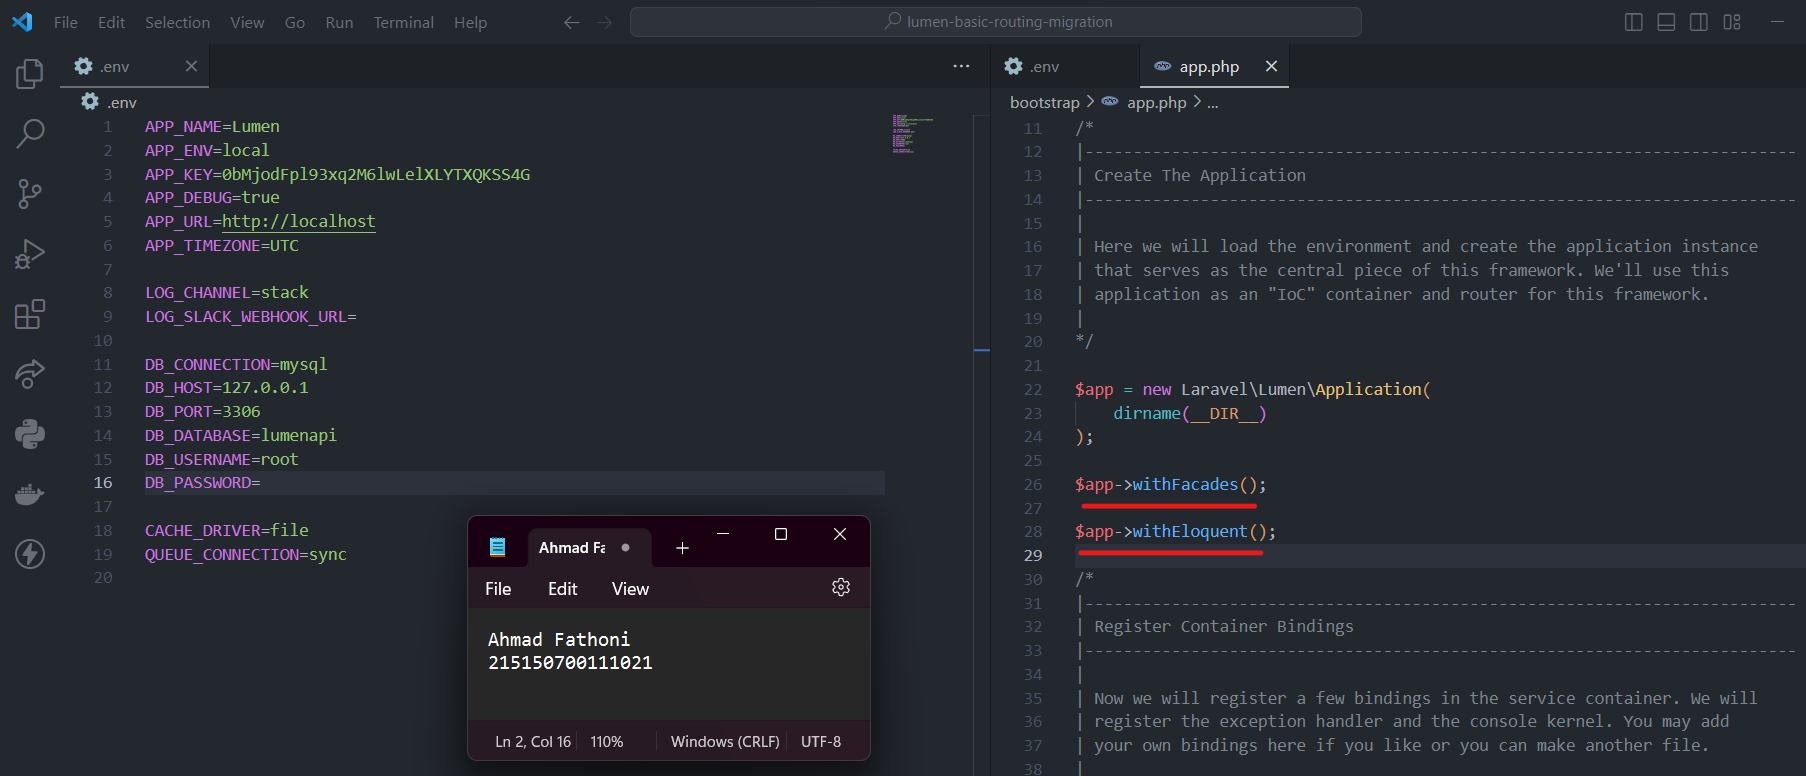 File Edit Selection View Go Run Terminal Help
lumen-basic-routing-migration
.env
.env
1 APP_NAME=Lumen
2 APP_ENV=local
3 APP_KEY=0bMjodFpl93xq2M6lwLelXLYTXQKSS4G
4 APP_DEBUG=true
5 APP_URL=http://localhost
6 APP_TIMEZONE=UTC
7
8 LOG_CHANNEL=stack
9 LOG_SLACK_WEBHOOK_URL=
10
11 DB_CONNECTION=mysql
12 DB_HOST=127.0.0.1
13 DB_PORT=3306
14 DB_DATABASE=lumenapi
15 DB_USERNAME=root
16 DB_PASSWORD=
17
18 CACHE_DRIVER=file
19 QUEUE_CONNECTION=sync
20
Ahmad Fa
File Edit View
Ahmad Fathoni
215150700111021
Ln 2, Col 16 110% Windows (CRLF) UTF-8
.env app.php
bootstrap > app.php > ...
11 /*
12 |--------------------------------------------------------------------------
13 | Create The Application
14 |--------------------------------------------------------------------------
15 |
16 | Here we will load the environment and create the application instance
17 | that serves as the central piece of this framework. We'll use this
18 | application as an "IoC" container and router for this framework.
19 |
20 */
21
22 $app = new Laravel\Lumen\Application(
23 dirname(__DIR__)
24 );
25
26 $app->withFacades();
27
28 $app->withEloquent();
29
30 /*
31 |--------------------------------------------------------------------------
32 | Register Container Bindings
33 |--------------------------------------------------------------------------
34 |
35 | Now we will register a few bindings in the service container. We will
36 | register the exception handler and the console kernel. You may add
37 | your own bindings here if you like or you can make another file.
38 |